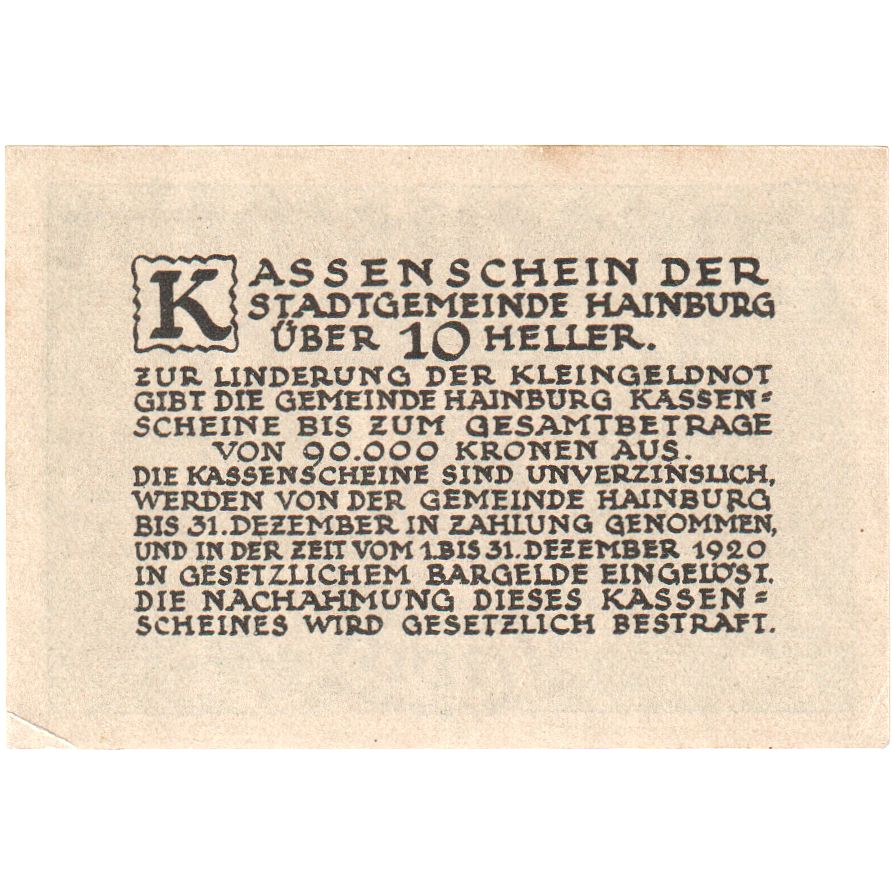 KASSENSCHEIN DER
STADTGEMEINDE HAINBURG
ÜBER 10 HELLER.
ZUR LINDERUNG DER KLEINGELDNOT
GIBT DIE GEMEINDE HAINBURG KASSEN=
SCHEINE BIS ZUM GESAMTBETRAGE
VON 90.000 KRONEN AUS.
DIE KASSENSCHEINE SIND UNVERZINSLICH,
WERDEN VON DER GEMEINDE HAINBURG
BIS 31. DEZEMBER IN ZAHLUNG GENOMMEN,
UND IN DER ZEIT VOM 1. BIS 31. DEZEMBER 1920
IN GESETZLICHEM BARGELDE EINGELÖST.
DIE NACHAHMUNG DIESES KASSEN=
SCHEINES WIRD GESETZLICH BESTRAFT.